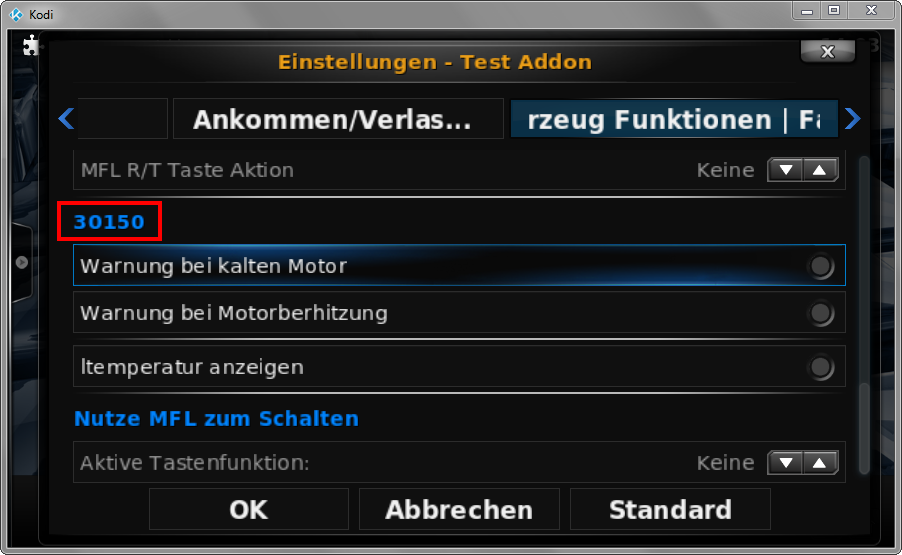 Kodi
Einstellungen - Test Addon
Ankommen/Verlas...
rzeug Funktionen | Fa
MFL R/T Taste Aktion
Keine
30150
Warnung bei kalten Motor
Warnung bei Motorberhitzung
ltemperatur anzeigen
Nutze MFL zum Schalten
Aktive Tastenfunktion:
Keine
OK
Abbrechen
Standard